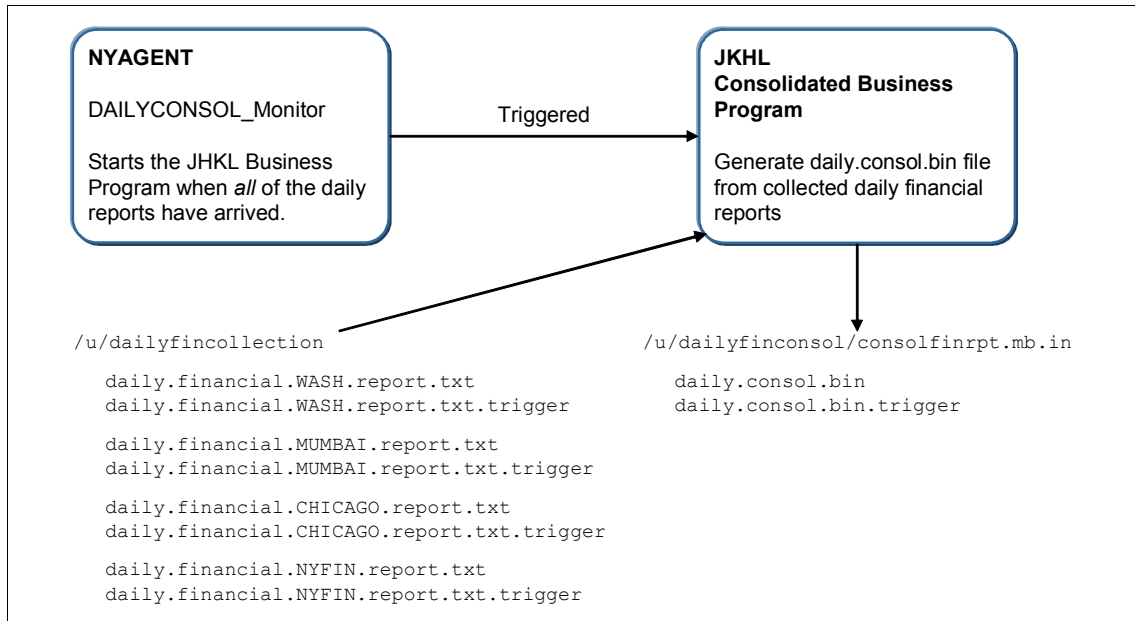 NYAGENT
DAILYCONSOL_Monitor
Starts the JHKL Business
Program when all of the daily
reports have arrived.
Triggered
JKHL
Consolidated Business
Program
Generate daily.consol.bin file
from collected daily financial
reports
/u/dailyfincollection
daily.financial.WASH.report.txt
daily.financial.WASH.report.txt.trigger
daily.financial.MUMBAI.report.txt
daily.financial.MUMBAI.report.txt.trigger
daily.financial.CHICAGO.report.txt
daily.financial.CHICAGO.report.txt.trigger
daily.financial.NYFIN.report.txt
daily.financial.NYFIN.report.txt.trigger
/u/dailyfinconsol/consolfinrpt.mb.in
daily.consol.bin
daily.consol.bin.trigger